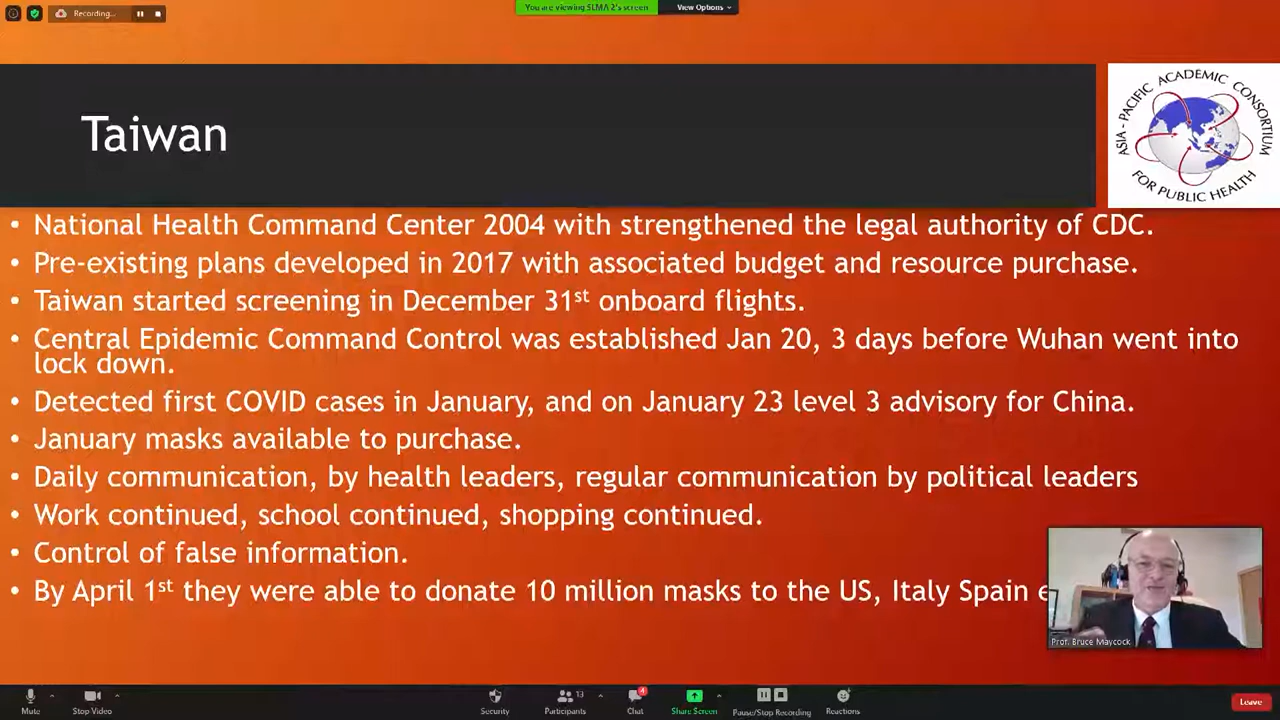 Recording...
You are viewing SLMA 2's screen
View Options
Taiwan
ASIA - PACIFIC ACADEMIC CONSORTIUM
FOR PUBLIC HEALTH
• National Health Command Center 2004 with strengthened the legal authority of CDC.
• Pre-existing plans developed in 2017 with associated budget and resource purchase.
• Taiwan started screening in December 31st onboard flights.
• Central Epidemic Command Control was established Jan 20, 3 days before Wuhan went into
lock down.
• Detected first COVID cases in January, and on January 23 level 3 advisory for China.
• January masks available to purchase.
• Daily communication, by health leaders, regular communication by political leaders
• Work continued, school continued, shopping continued.
• Control of false information.
• By April 1st they were able to donate 10 million masks to the US, Italy Spain
Prof. Bruce Maycock
Mute
Stop Video
Security
Participants
13
Chat
4
Share Screen
Pause/Stop Recording
Reactions
Leave